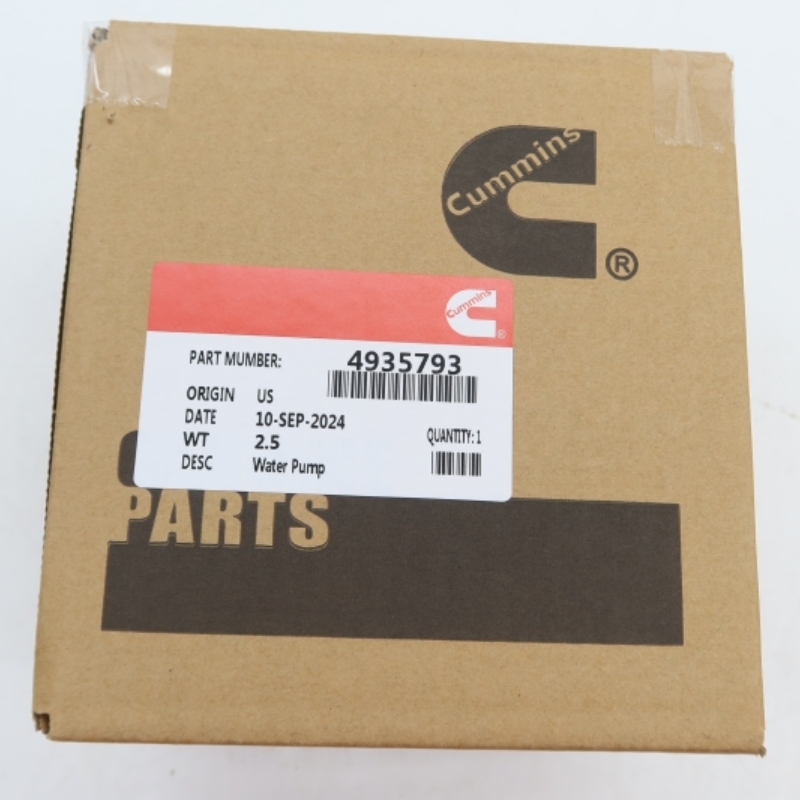 Cummins
®
Cummins
®
PART MUMBER: 4935793
ORIGIN US
DATE 10-SEP-2024
WT 2.5
QUANTITY: 1
DESC Water Pump
PARTS